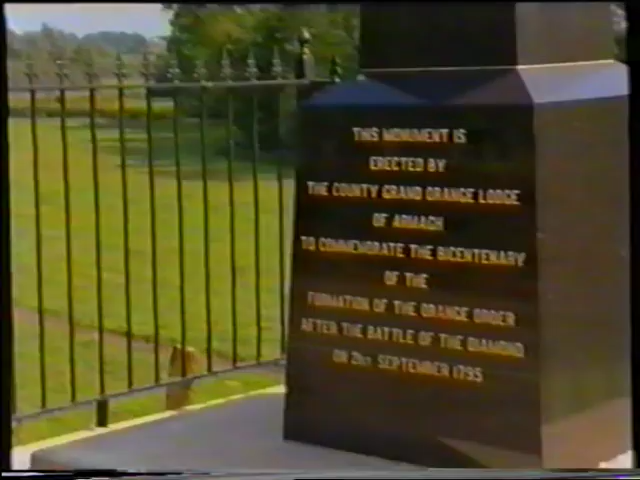 THIS MONUMENT IS
ERECTED BY
THE COUNTY GRAND ORANGE LODGE
OF ARMAGH
TO COMMEMORATE THE BICENTENARY
OF THE
FORMATION OF THE ORANGE ORDER
AFTER THE BATTLE OF THE DIAMOND
ON 21ST SEPTEMBER 1795